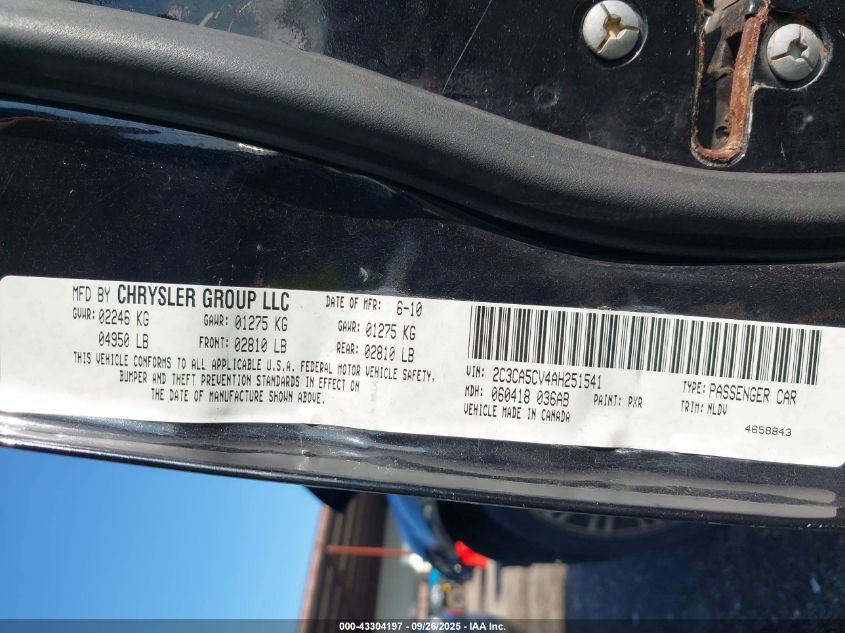 MFD BY CHRYSLER GROUP LLC DATE OF MFR: 6-10
GVWR: 02246 KG GAWR: 01275 KG GAWR: 01275 KG
04950 LB FRONT: 02810 LB REAR: 02810 LB
THIS VEHICLE CONFORMS TO ALL APPLICABLE U.S.A. FEDERAL MOTOR VEHICLE SAFETY,
BUMPER AND THEFT PREVENTION STANDARDS IN EFFECT ON
THE DATE OF MANUFACTURE SHOWN ABOVE.
VIN: 2C3CA5CV4AH251541 TYPE: PASSENGER CAR
MDH: 060418 036AB PAINT: PXR TRIM: NLDV
VEHICLE MADE IN CANADA 4658843
000-43304197 - 09/26/2025 - IAA Inc.